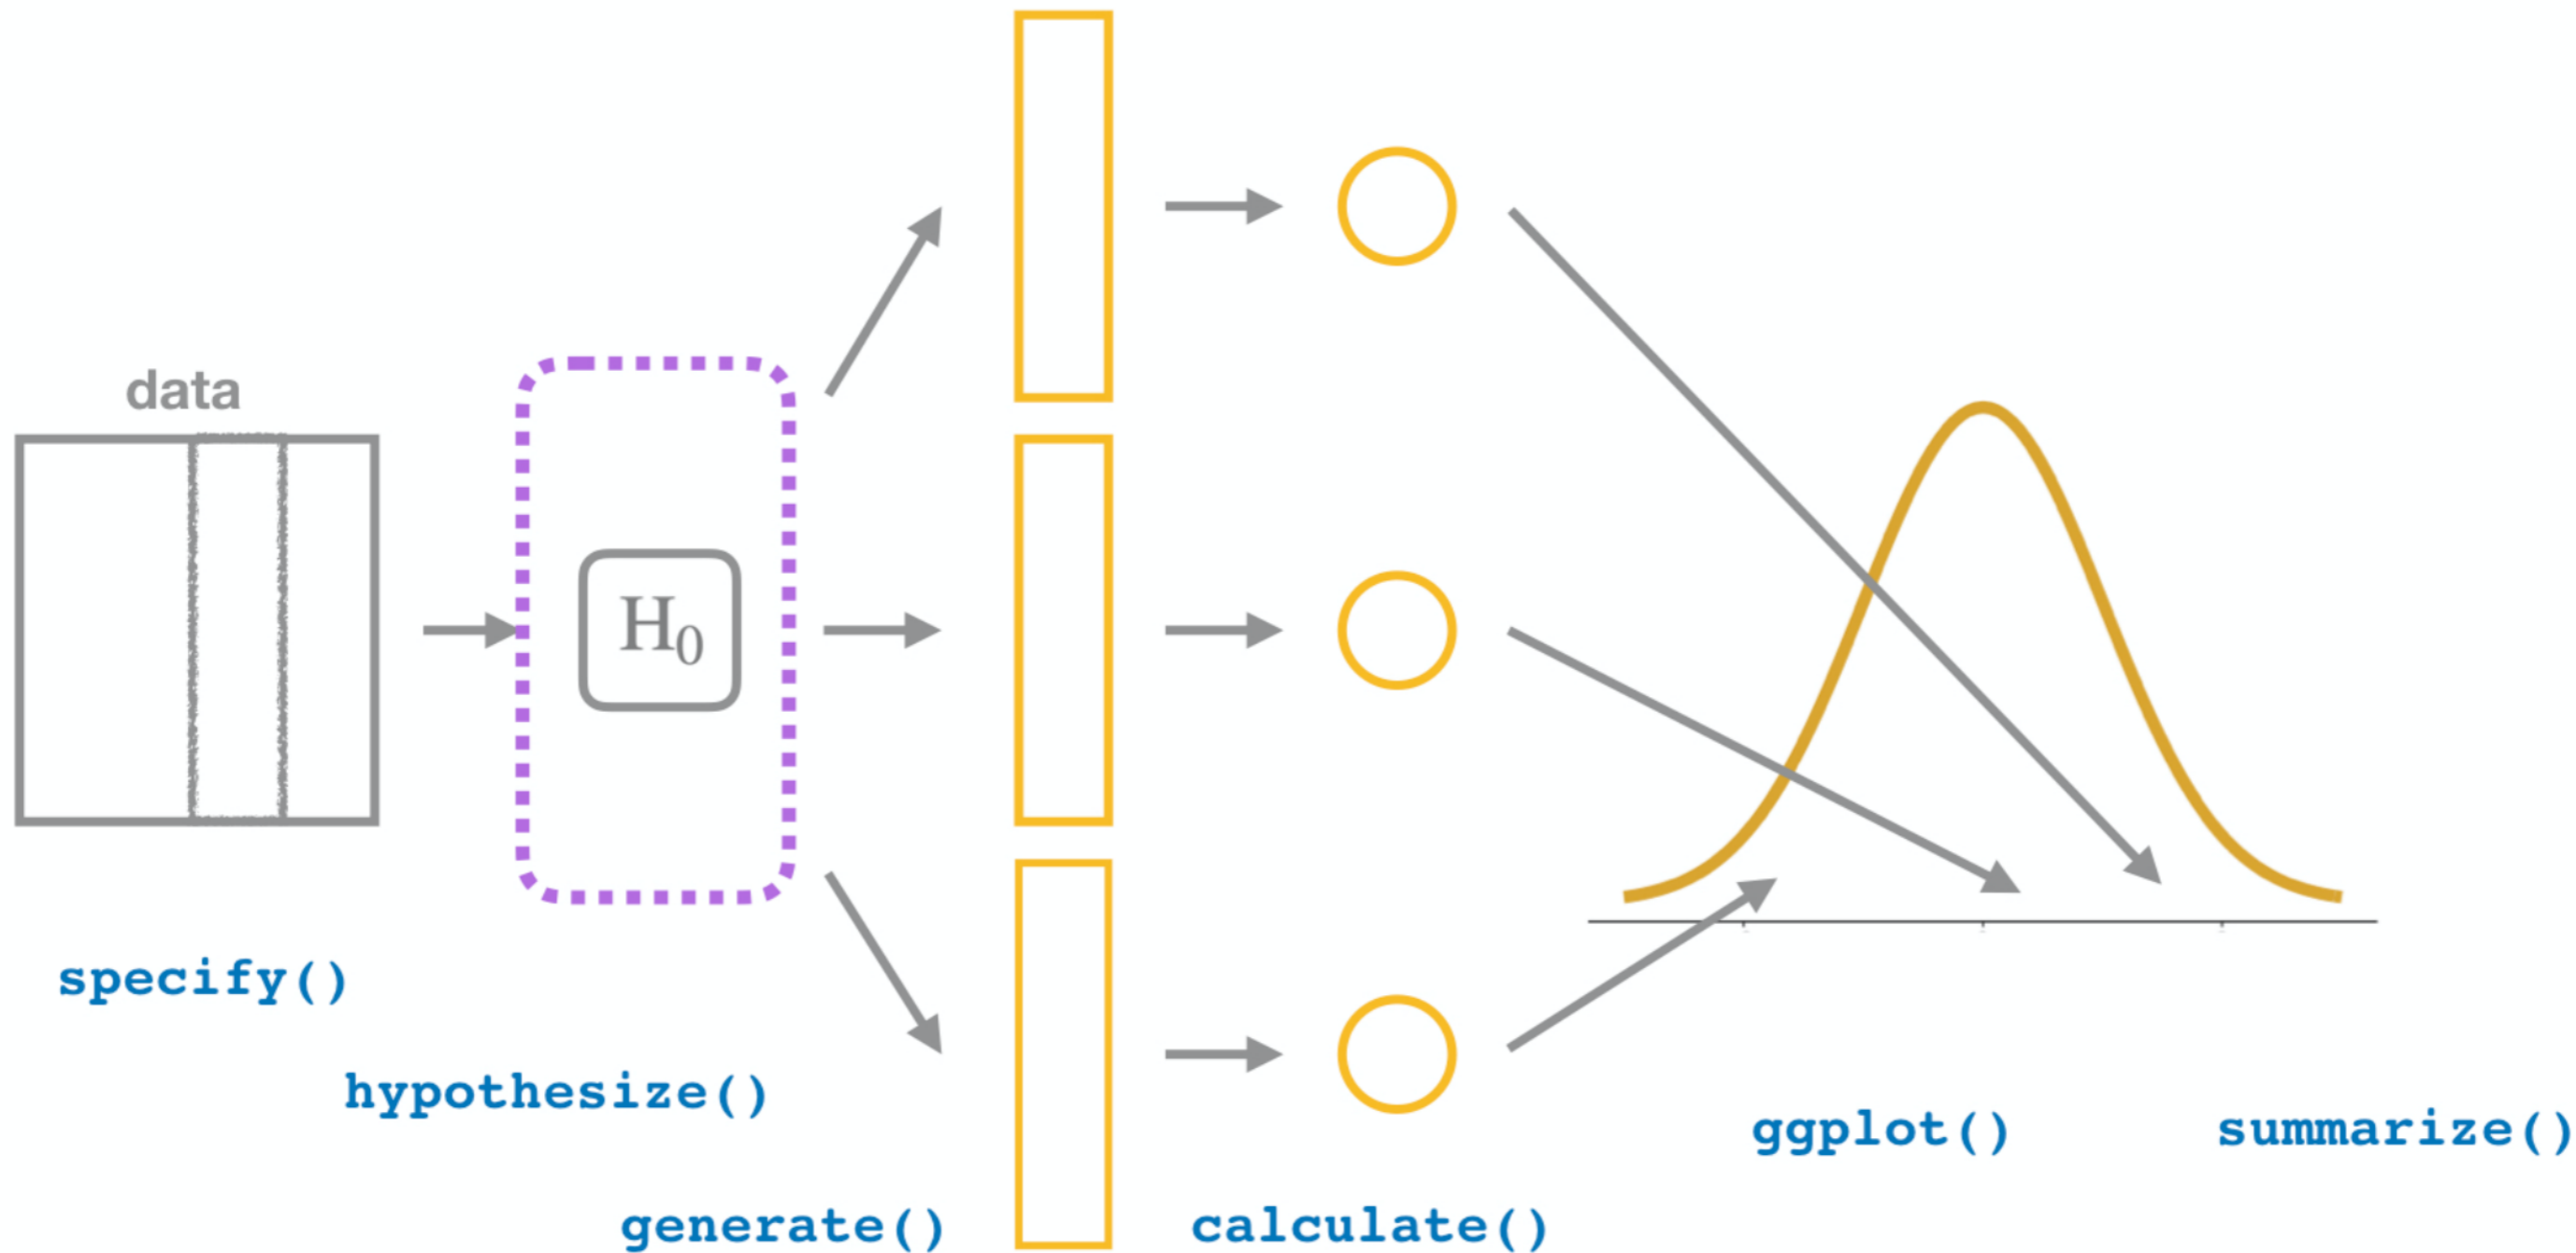 data
H₀
specify()
hypothesize()
generate()
calculate()
ggplot()
summarize()